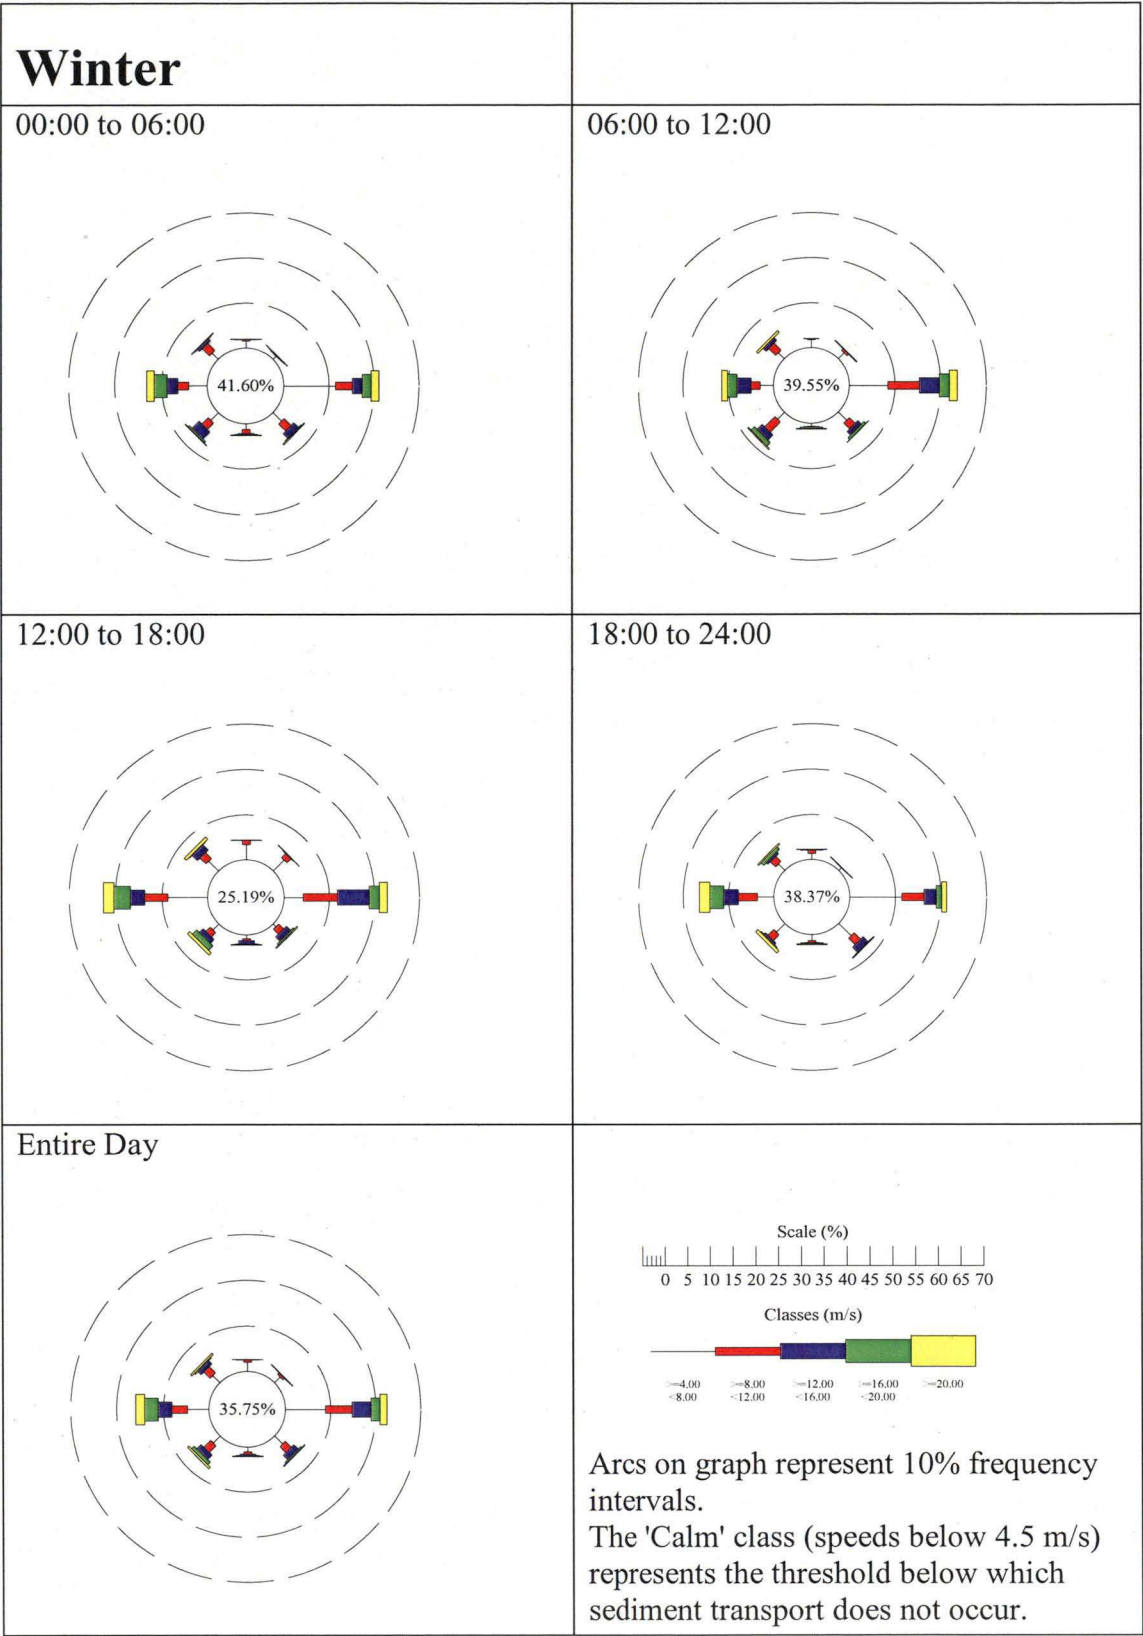 Winter
00:00 to 06:00
06:00 to 12:00
41.60%
39.55%
12:00 to 18:00
18:00 to 24:00
25.19%
38.37%
Entire Day
35.75%
Scale (%)
0 5 10 15 20 25 30 35 40 45 50 55 60 65 70
Classes (m/s)
>=4.00 >=8.00 >=12.00 >=16.00 >=20.00
<8.00 <12.00 <16.00 <20.00
Arcs on graph represent 10% frequency
intervals.
The 'Calm' class (speeds below 4.5 m/s)
represents the threshold below which
sediment transport does not occur.